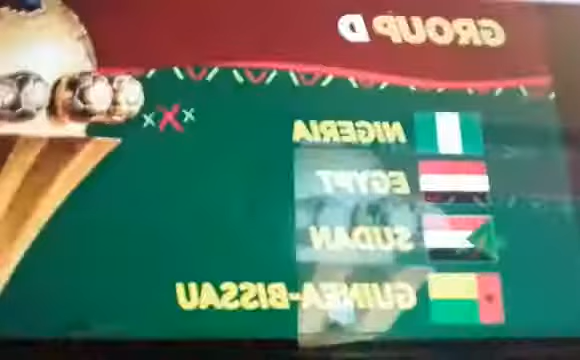 GROUP D
NIGERIA
EGYPT
SUDAN
GUINEA-BISSAU